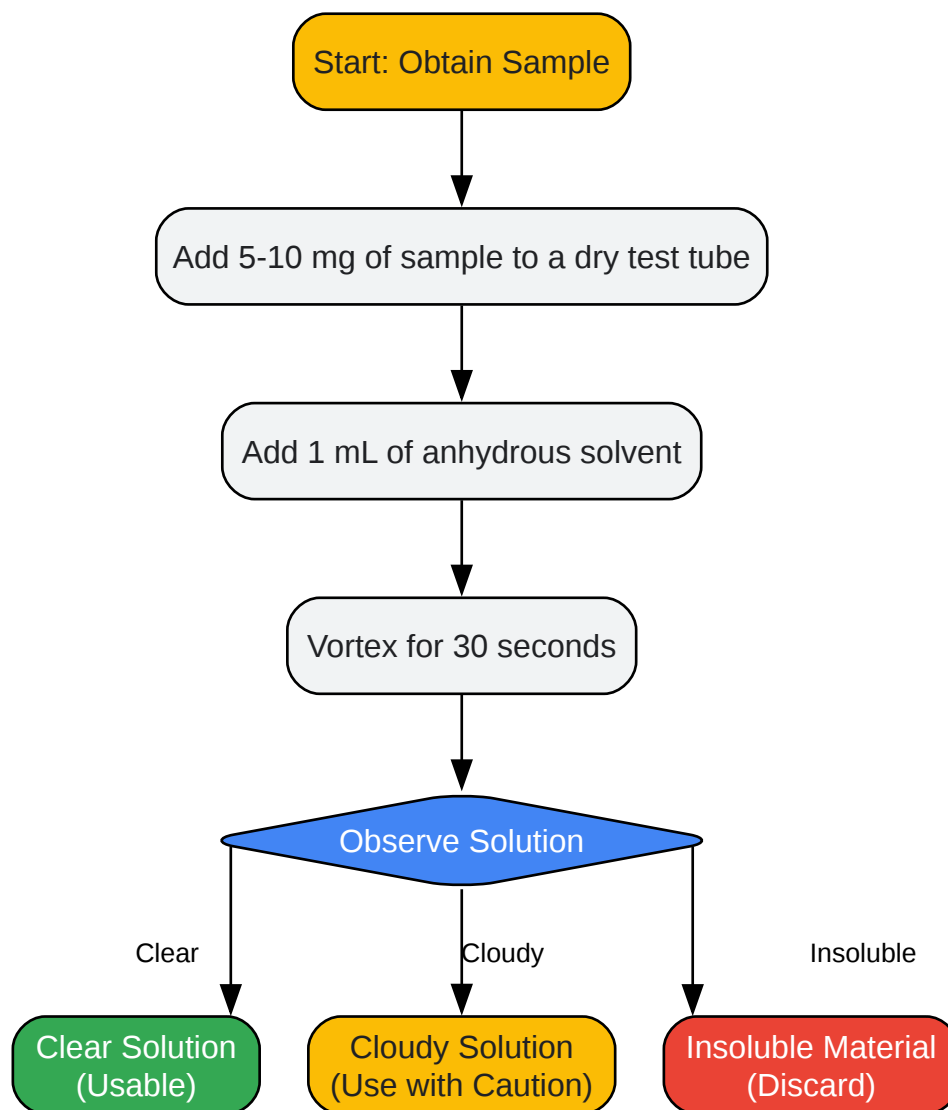 Start: Obtain Sample
Add 5-10 mg of sample to a dry test tube
Add 1 mL of anhydrous solvent
Vortex for 30 seconds
Observe Solution
Clear
Cloudy
Insoluble
Clear Solution
(Usable)
Cloudy Solution
(Use with Caution)
Insoluble Material
(Discard)